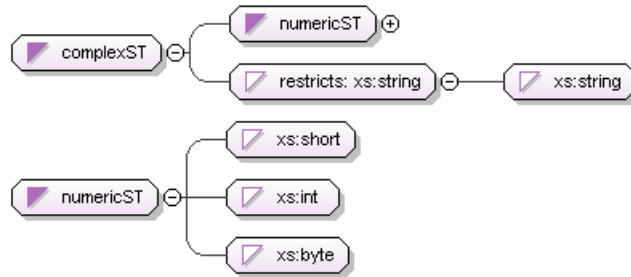 numericST
complexST
restricts: xs:string
xs:string
xs:short
numericST
xs:int
xs:byte